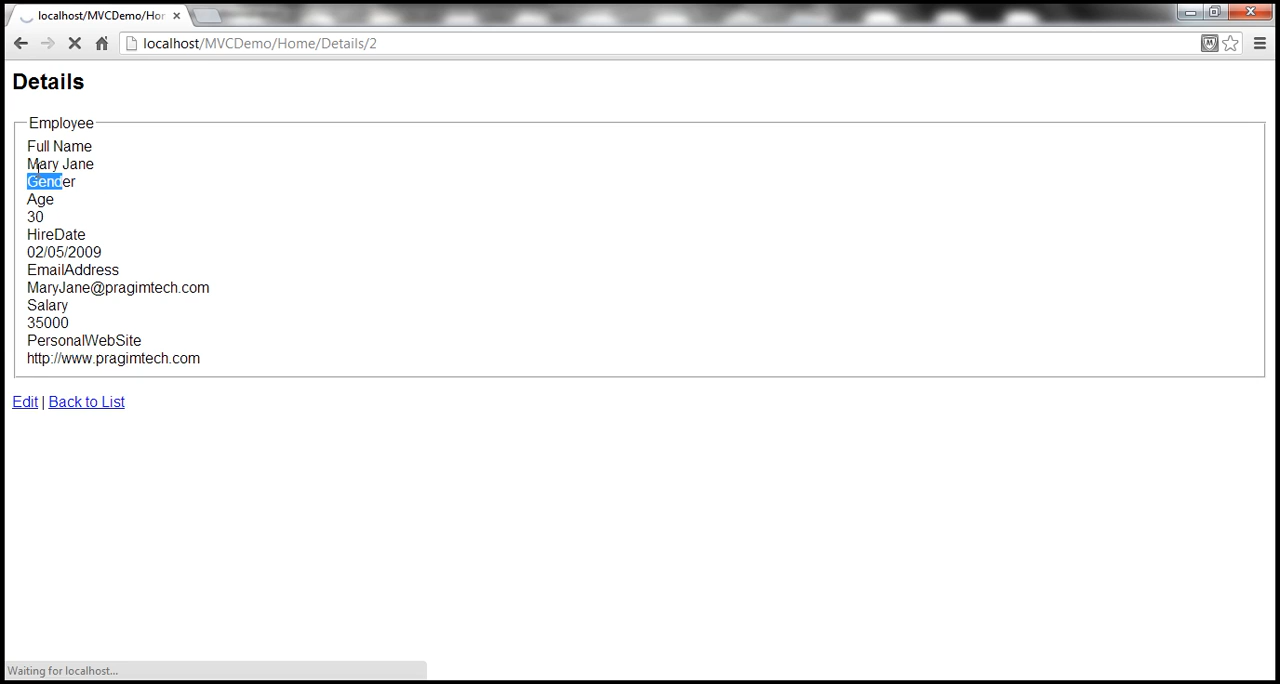 localhost/MVCDemo/Hor
localhost/MVCDemo/Home/Details/2
Details
Employee
Full Name
Mary Jane
Gender
Age
30
HireDate
02/05/2009
EmailAddress
MaryJane@pragimtech.com
Salary
35000
PersonalWebSite
http://www.pragimtech.com
Edit | Back to List
Waiting for localhost...